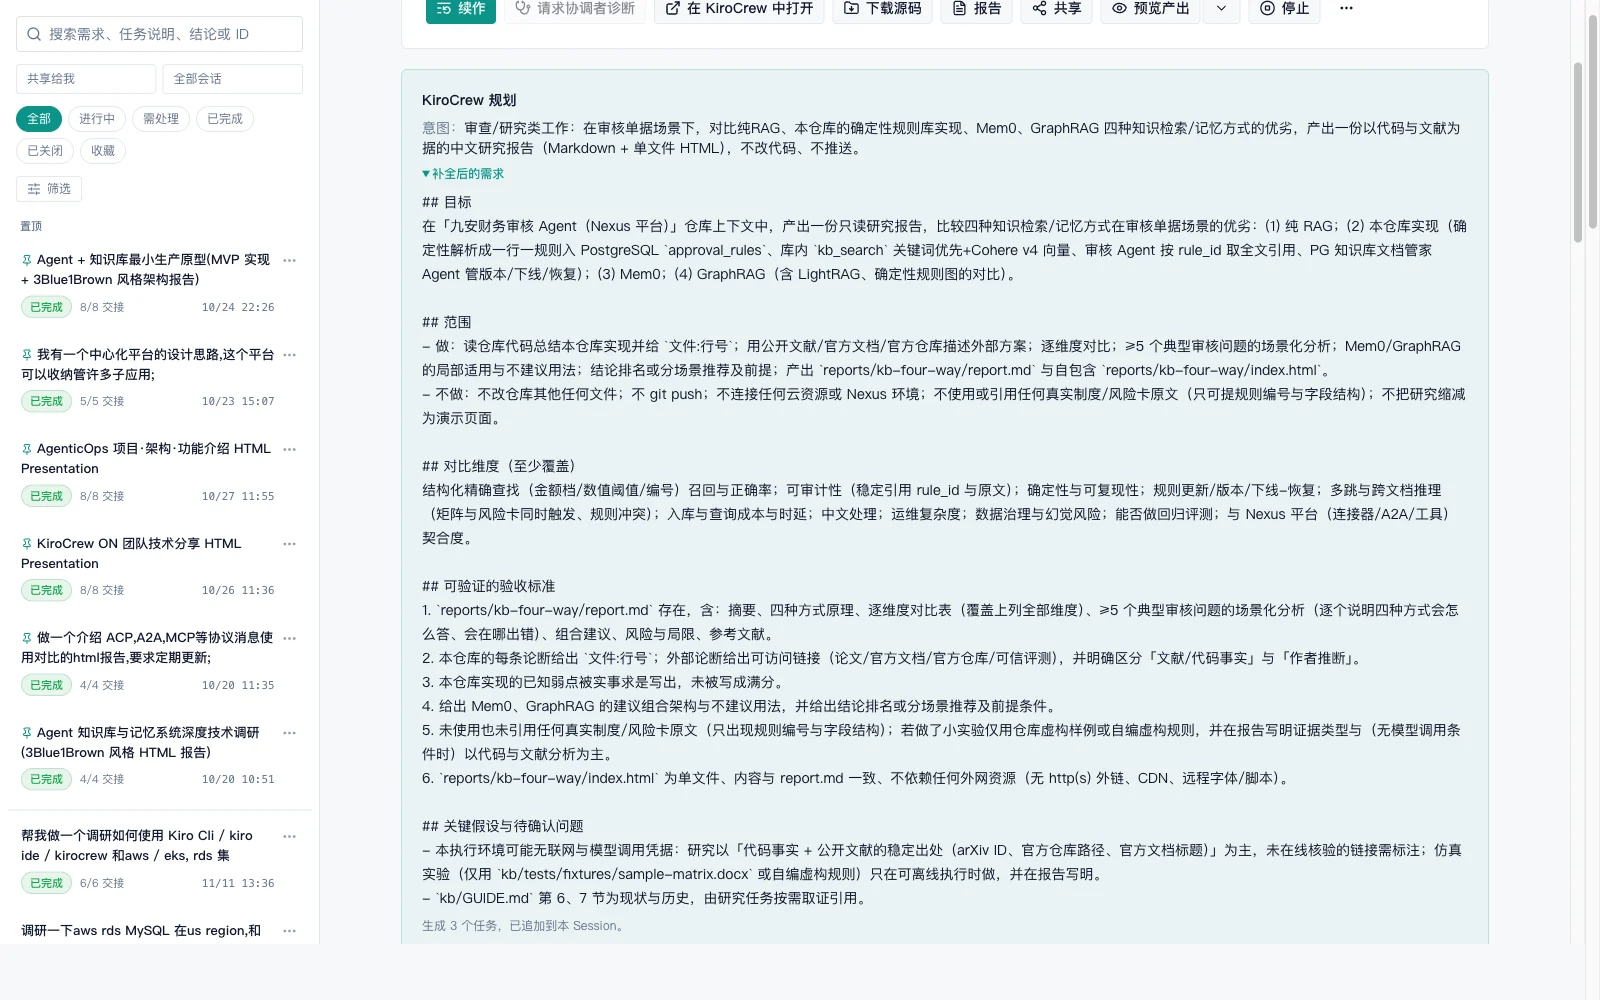 搜索需求、任务说明、结论或 ID
共享给我
全部会话
全部
进行中
需处理
已完成
已关闭
收藏
筛选
置顶
Agent + 知识库最小生产原型(MVP 实现
+ 3Blue1Brown 风格架构报告)
已完成
8/8 交接
10/24 22:26
我有一个中心化平台的设计思路,这个平台
可以收纳管许多子应用;
已完成
5/5 交接
10/23 15:07
AgenticOps 项目·架构·功能介绍 HTML
Presentation
已完成
8/8 交接
10/27 11:55
KiroCrew ON 团队技术分享 HTML
Presentation
已完成
8/8 交接
10/26 11:36
做一个介绍 ACP,A2A,MCP等协议消息使
用对比的html报告,要求定期更新;
已完成
4/4 交接
10/20 11:35
Agent 知识库与记忆系统深度技术调研
(3Blue1Brown 风格 HTML 报告)
已完成
4/4 交接
10/20 10:51
帮我做一个调研如何使用 Kiro Cli / kiro
ide / kirocrew 和aws / eks, rds 集
已完成
6/6 交接
11/11 13:36
调研一下aws rds MySQL 在us region,和
续作
请求协调者诊断
在 KiroCrew 中打开
下载源码
报告
共享
预览产出
停止
KiroCrew 规划
意图：审查/研究类工作：在审核单据场景下，对比纯RAG、本仓库的确定性规则库实现、Mem0、GraphRAG 四种知识检索/记忆方式的优劣，产出一份以代码与文献为
据的中文研究报告（Markdown + 单文件 HTML），不改代码、不推送。
▼补全后的需求
## 目标
在「九安财务审核 Agent（Nexus 平台）」仓库上下文中，产出一份只读研究报告，比较四种知识检索/记忆方式在审核单据场景的优劣：(1) 纯 RAG；(2) 本仓库实现（确
定性解析成一行一规则入 PostgreSQL `approval_rules`、库内 `kb_search` 关键词优先+Cohere v4 向量、审核 Agent 按 rule_id 取全文引用、PG 知识库文档管家
Agent 管版本/下线/恢复）；(3) Mem0；(4) GraphRAG（含 LightRAG、确定性规则图的对比）。
## 范围
- 做：读仓库代码总结本仓库实现并给 `文件:行号`；用公开文献/官方文档/官方仓库描述外部方案；逐维度对比；≥5 个典型审核问题的场景化分析；Mem0/GraphRAG
的局部适用与不建议用法；结论排名或分场景推荐及前提；产出 `reports/kb-four-way/report.md` 与自包含 `reports/kb-four-way/index.html`。
- 不做：不改仓库其他任何文件；不 git push；不连接任何云资源或 Nexus 环境；不使用或引用任何真实制度/风险卡原文（只可提规则编号与字段结构）；不把研究缩减
为演示页面。
## 对比维度（至少覆盖）
结构化精确查找（金额档/数值阈值/编号）召回与正确率；可审计性（稳定引用 rule_id 与原文）；确定性与可复现性；规则更新/版本/下线-恢复；多跳与跨文档推理
（矩阵与风险卡同时触发、规则冲突）；入库与查询成本与时延；中文处理；运维复杂度；数据治理与幻觉风险；能否做回归评测；与 Nexus 平台（连接器/A2A/工具）
契合度。
## 可验证的验收标准
1. `reports/kb-four-way/report.md` 存在，含：摘要、四种方式原理、逐维度对比表（覆盖上列全部维度）、≥5 个典型审核问题的场景化分析（逐个说明四种方式会怎
么答、会在哪出错）、组合建议、风险与局限、参考文献。
2. 本仓库的每条论断给出 `文件:行号`；外部论断给出可访问链接（论文/官方文档/官方仓库/可信评测），并明确区分「文献/代码事实」与「作者推断」。
3. 本仓库实现的已知弱点被实事求是写出，未被写成满分。
4. 给出 Mem0、GraphRAG 的建议组合架构与不建议用法，并给出结论排名或分场景推荐及前提条件。
5. 未使用也未引用任何真实制度/风险卡原文（只出现规则编号与字段结构）；若做了小实验仅用仓库虚构样例或自编虚构规则，并在报告写明证据类型与（无模型调用条
件时）以代码与文献分析为主。
6. `reports/kb-four-way/index.html` 为单文件、内容与 report.md 一致、不依赖任何外网资源（无 http(s) 外链、CDN、远程字体/脚本）。
## 关键假设与待确认问题
- 本执行环境可能无联网与模型调用凭据：研究以「代码事实 + 公开文献的稳定出处（arXiv ID、官方仓库路径、官方文档标题）」为主，未在线核验的链接需标注；仿真
实验（仅用 `kb/tests/fixtures/sample-matrix.docx` 或自编虚构规则）只在可离线执行时做，并在报告写明。
- `kb/GUIDE.md` 第 6、7 节为现状与历史，由研究任务按需取证引用。
生成 3 个任务，已追加到本 Session。